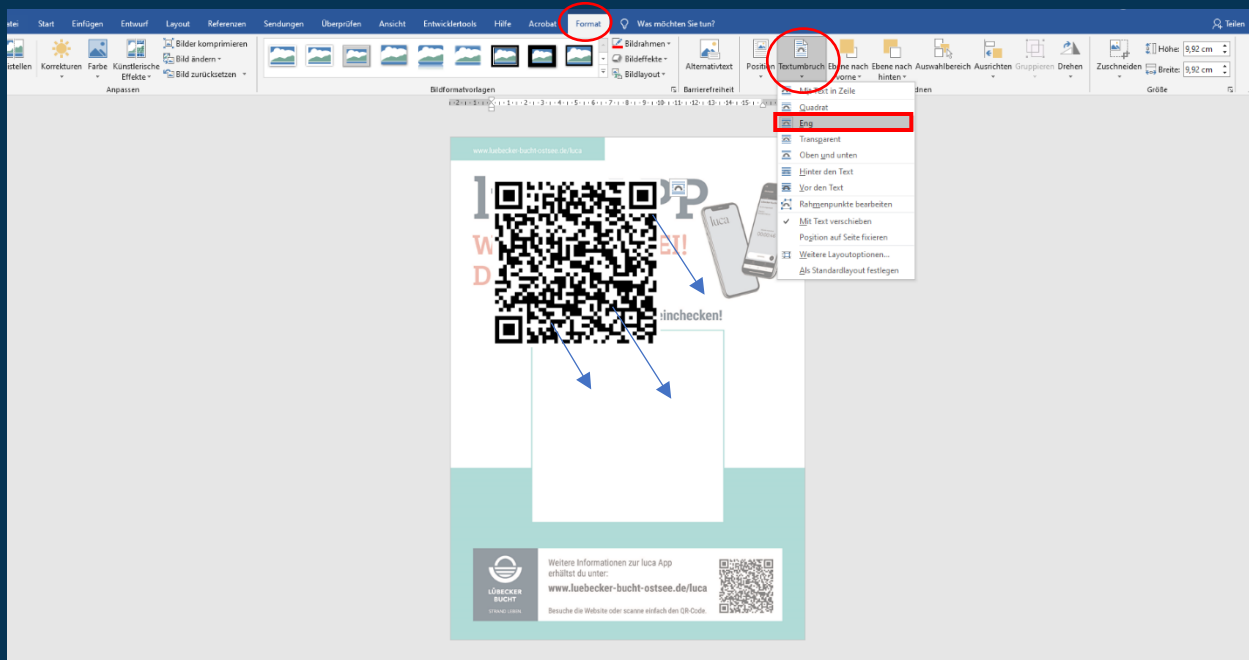 Start Einfügen Entwurf Layout Referenzen Sendungen Überprüfen Ansicht Entwicklertools Hilfe Acrobat Format Was möchten Sie tun? Teilen
Korrekturen
Farbe
Künstlerische
Effekte
Bilder komprimieren
Bild ändern
Bild zurücksetzen
Anpassen
Bildformatvorlagen
Bildrahmen
Bildeffekte
Bildlayout
Alternativtext
Barrierefreiheit
Position
Textumbruch
Ebene nach
vorne
Ebene nach
hinten
Auswahlbereich
Ausrichten
Gruppieren
Drehen
Zuschneiden
Höhe: 9,92 cm
Breite: 9,92 cm
Größe
Mit Text in Zeile
Quadrat
Eng
Transparent
Oben und unten
Hinter den Text
Vor den Text
Rahmenpunkte bearbeiten
Mit Text verschieben
Position auf Seite fixieren
Weitere Layoutoptionen...
Als Standardlayout festlegen
www.luebecker-bucht-ostsee.de/luca
luca
einchecken!
LÜBECKER
BUCHT
STRAND LEBEN
Weitere Informationen zur luca App
erhältst du unter:
www.luebecker-bucht-ostsee.de/luca
Besuche die Website oder scanne einfach den QR-Code.